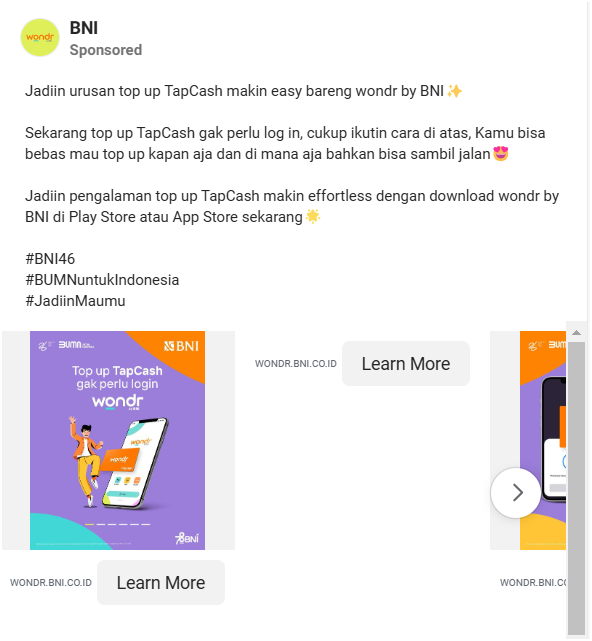 wondr
BNI
Sponsored
Jadiin urusan top up TapCash makin easy bareng wondr by BNI✨
Sekarang top up TapCash gak perlu log in, cukup ikutin cara di atas, Kamu bisa
bebas mau top up kapan aja dan di mana aja bahkan bisa sambil jalan😍
Jadiin pengalaman top up TapCash makin effortless dengan download wondr by
BNI di Play Store atau App Store sekarang🌟
#BNI46
#BUMNuntukIndonesia
#JadiinMaumu
BUMN
BNI
Top up TapCash
gak perlu login
wondr
wondr
wondr
BNI
WONDR.BNI.CO.ID
Learn More
WONDR.BNI.CO.ID
Learn More
BUMN
WONDR.BNI.CO